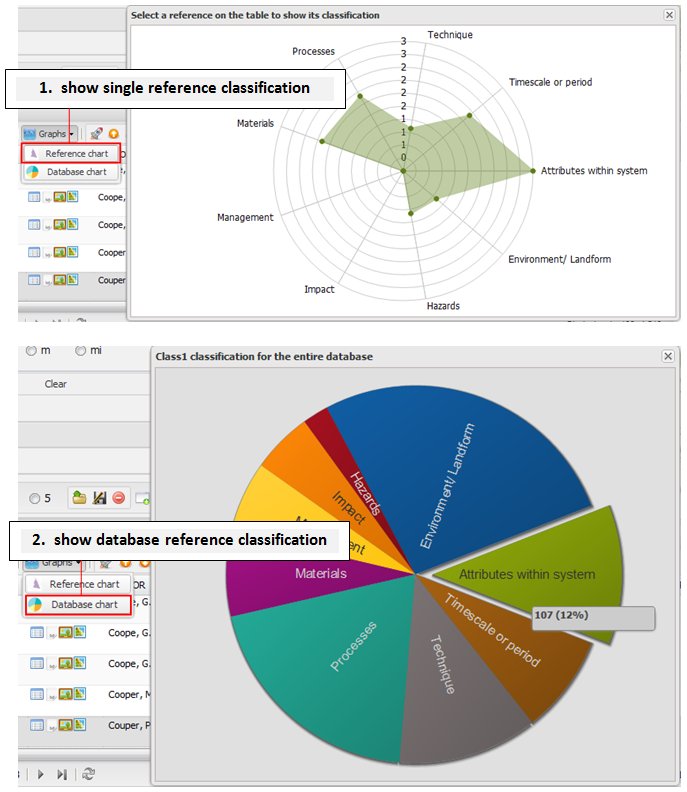 Select a reference on the table to show its classification
Technique
Processes
3
3
2
2
2
2
1
1
1
0
Timescale or period
1. show single reference classification
Materials
Graphs
Reference chart
Attributes within system
Database chart
Coope,
Coope,
Management
Cooper
Environment/ Landform
Couper
Impact
Hazards
m
mi
Class1 classification for the entire database
Clear
5
Environment/ Landform
Hazards
Impact
2. show database reference classification
Graphs
Materials
Attributes within system
Reference chart
Database chart
Coope, G.
107 (12%)
Timescale or period
Processes
Technique
Coope, G.
Coope, G.
Cooper, M
Couper, P